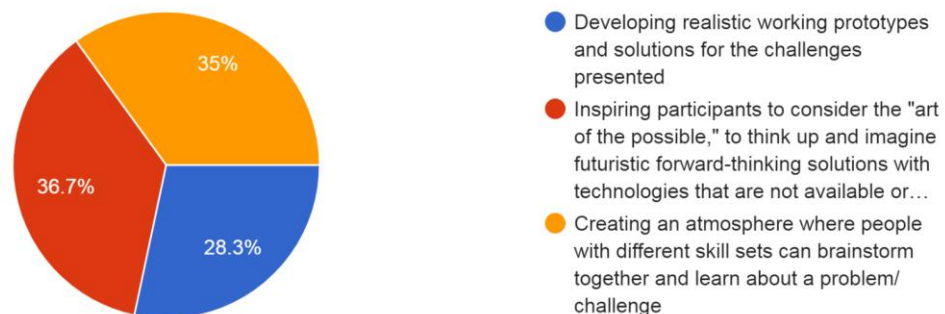 35%
36.7%
28.3%
Developing realistic working prototypes
and solutions for the challenges
presented
Inspiring participants to consider the "art
of the possible," to think up and imagine
futuristic forward-thinking solutions with
technologies that are not available or…
Creating an atmosphere where people
with different skill sets can brainstorm
together and learn about a problem/
challenge